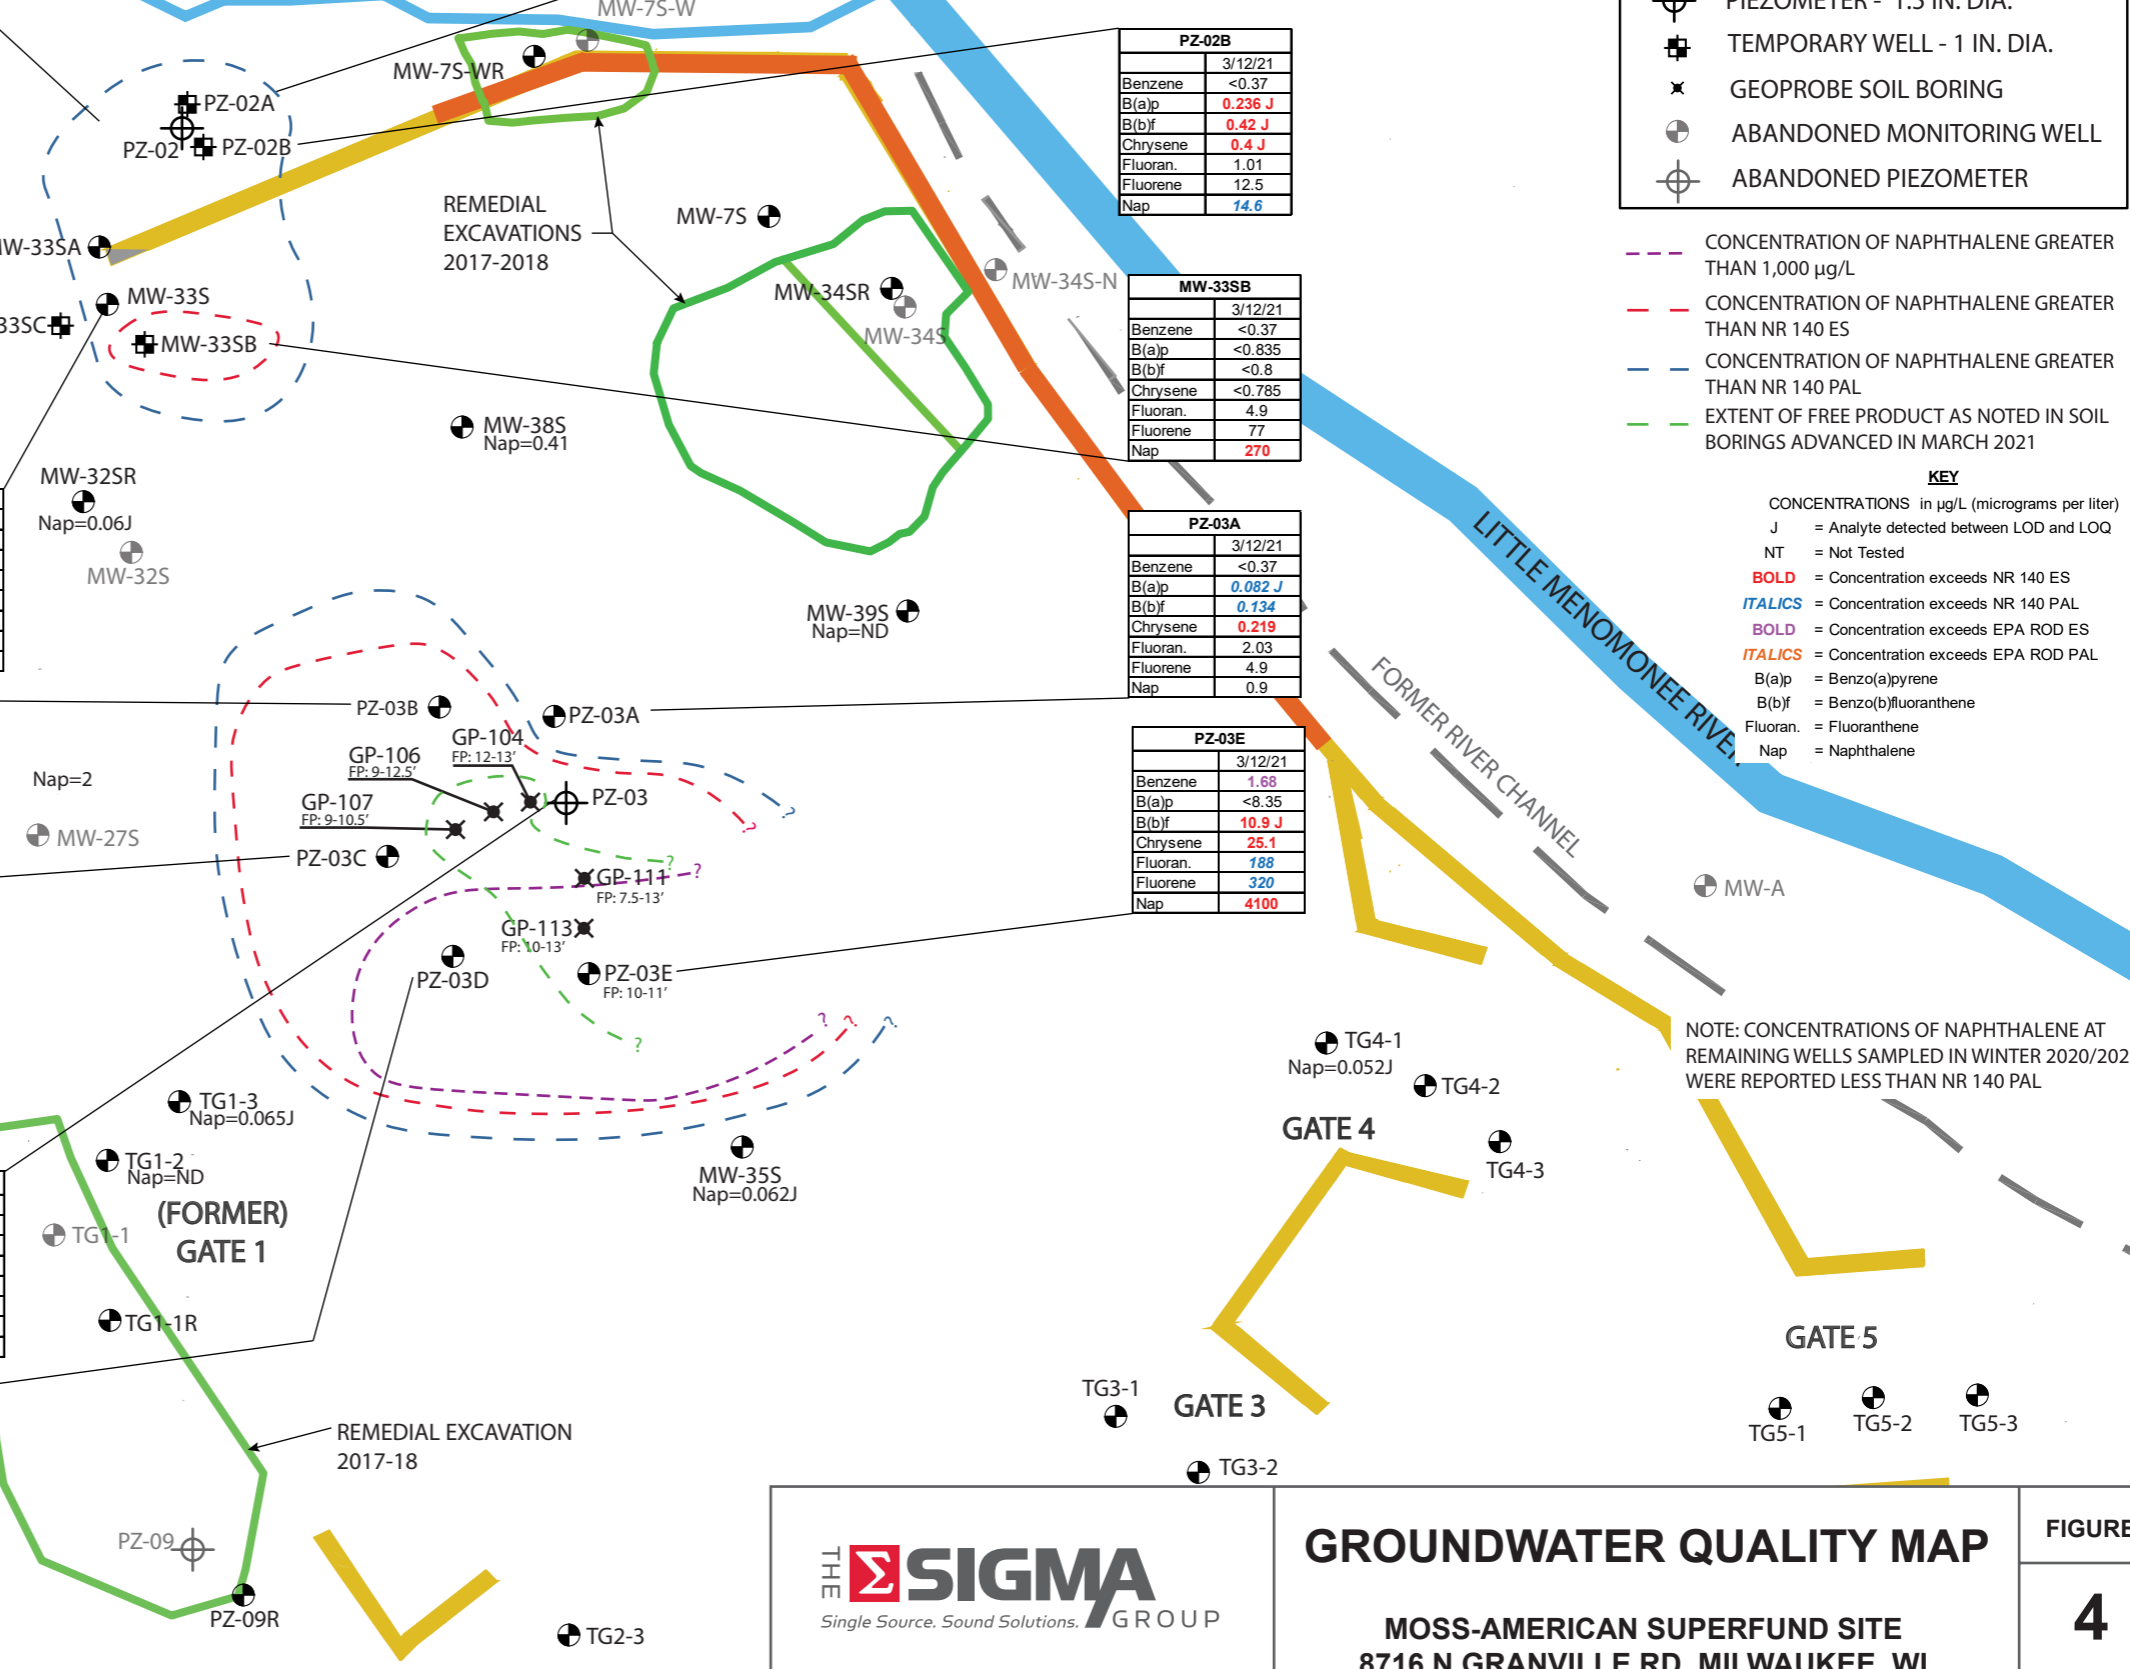 MW-7S-W
MW-7S-WR
PZ-02A
PZ-02
PZ-02B
MW-33SA
MW-33S
33SC
MW-33SB
REMEDIAL
EXCAVATIONS
2017-2018
MW-7S
MW-34SR
MW-34S
MW-34S-N
MW-38S
Nap=0.41
MW-32SR
Nap=0.06J
MW-32S
MW-39S
Nap=ND
PZ-02B
3/12/21
Benzene <0.37
B(a)p 0.236 J
B(b)f 0.42 J
Chrysene 0.4 J
Fluoran. 1.01
Fluorene 12.5
Nap 14.6
MW-33SB
3/12/21
Benzene <0.37
B(a)p <0.835
B(b)f <0.8
Chrysene <0.785
Fluoran. 4.9
Fluorene 77
Nap 270
PZ-03A
3/12/21
Benzene <0.37
B(a)p 0.082 J
B(b)f 0.134
Chrysene 0.219
Fluoran. 2.03
Fluorene 4.9
Nap 0.9
PZ-03E
3/12/21
Benzene 1.68
B(a)p <8.35
B(b)f 10.9 J
Chrysene 25.1
Fluoran. 188
Fluorene 320
Nap 4100
PIEZOMETER - 1.5 IN. DIA.
TEMPORARY WELL - 1 IN. DIA.
GEOPROBE SOIL BORING
ABANDONED MONITORING WELL
ABANDONED PIEZOMETER
CONCENTRATION OF NAPHTHALENE GREATER
THAN 1,000 µg/L
CONCENTRATION OF NAPHTHALENE GREATER
THAN NR 140 ES
CONCENTRATION OF NAPHTHALENE GREATER
THAN NR 140 PAL
EXTENT OF FREE PRODUCT AS NOTED IN SOIL
BORINGS ADVANCED IN MARCH 2021
KEY
CONCENTRATIONS in µg/L (micrograms per liter)
J = Analyte detected between LOD and LOQ
NT = Not Tested
BOLD = Concentration exceeds NR 140 ES
ITALICS = Concentration exceeds NR 140 PAL
BOLD = Concentration exceeds EPA ROD ES
ITALICS = Concentration exceeds EPA ROD PAL
B(a)p = Benzo(a)pyrene
B(b)f = Benzo(b)fluoranthene
Fluoran. = Fluoranthene
Nap = Naphthalene
LITTLE MENOMONEE RIVER
FORMER RIVER CHANNEL
MW-A
PZ-03B
PZ-03A
GP-104
FP: 12-13'
GP-106
FP: 9-12.5'
GP-107
FP: 9-10.5'
PZ-03
PZ-03C
Nap=2
MW-27S
?
?
?
?
GP-111
FP: 7.5-13'
GP-113
FP: 10-13'
PZ-03D
PZ-03E
FP: 10-11'
?
?
?
?
TG1-3
Nap=0.065J
TG1-2
Nap=ND
TG1-1
(FORMER)
GATE 1
TG1-1R
MW-35S
Nap=0.062J
TG4-1
Nap=0.052J
TG4-2
GATE 4
TG4-3
NOTE: CONCENTRATIONS OF NAPHTHALENE AT
REMAINING WELLS SAMPLED IN WINTER 2020/202
WERE REPORTED LESS THAN NR 140 PAL
GATE 5
TG5-1
TG5-2
TG5-3
TG3-1
GATE 3
TG3-2
REMEDIAL EXCAVATION
2017-18
PZ-09
PZ-09R
TG2-3
THE Σ SIGMA
GROUP
Single Source. Sound Solutions.
GROUNDWATER QUALITY MAP
MOSS-AMERICAN SUPERFUND SITE
8716 N GRANVILLE RD, MILWAUKEE, WI
FIGURE
4